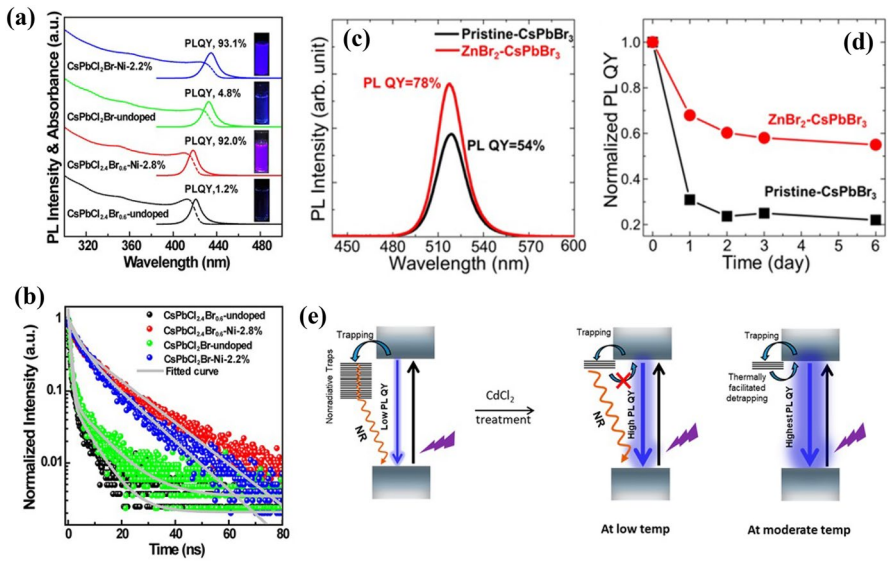 (a)
PL Intensity & Absorbance (a.u.)
PLQY, 93.1%
CsPbCl₂Br-Ni-2.2%
PLQY, 4.8%
CsPbCl₂Br-undoped
PLQY, 92.0%
CsPbCl₂.₄Br₀.₆-Ni-2.8%
PLQY,1.2%
CsPbCl₂.₄Br₀.₆-undoped
300 360 420 480
Wavelength (nm)
(c)
PL Intensity (arb. unit)
Pristine-CsPbBr₃
ZnBr₂-CsPbBr₃
PL QY=78%
PL QY=54%
450 480 510 540 570 600
Wavelength (nm)
(d)
Normalized PL QY
1.0
0.8
0.6
0.4
0.2
ZnBr₂-CsPbBr₃
Pristine-CsPbBr₃
0 1 2 3 4 5 6
Time (day)
(b)
Normalized Intensity (a.u.)
1
0.1
0.01
CsPbCl₂.₄Br₀.₆-undoped
CsPbCl₂.₄Br₀.₆-Ni-2.8%
CsPbCl₂Br-undoped
CsPbCl₂Br-Ni-2.2%
Fitted curve
0 20 40 60 80
Time (ns)
(e)
Trapping
Nonradiative Traps
NR
Low PL QY
CdCl₂
treatment
Trapping
NR
High PL QY
At low temp
Trapping
Thermally
facilitated
detrapping
Highest PL QY
At moderate temp